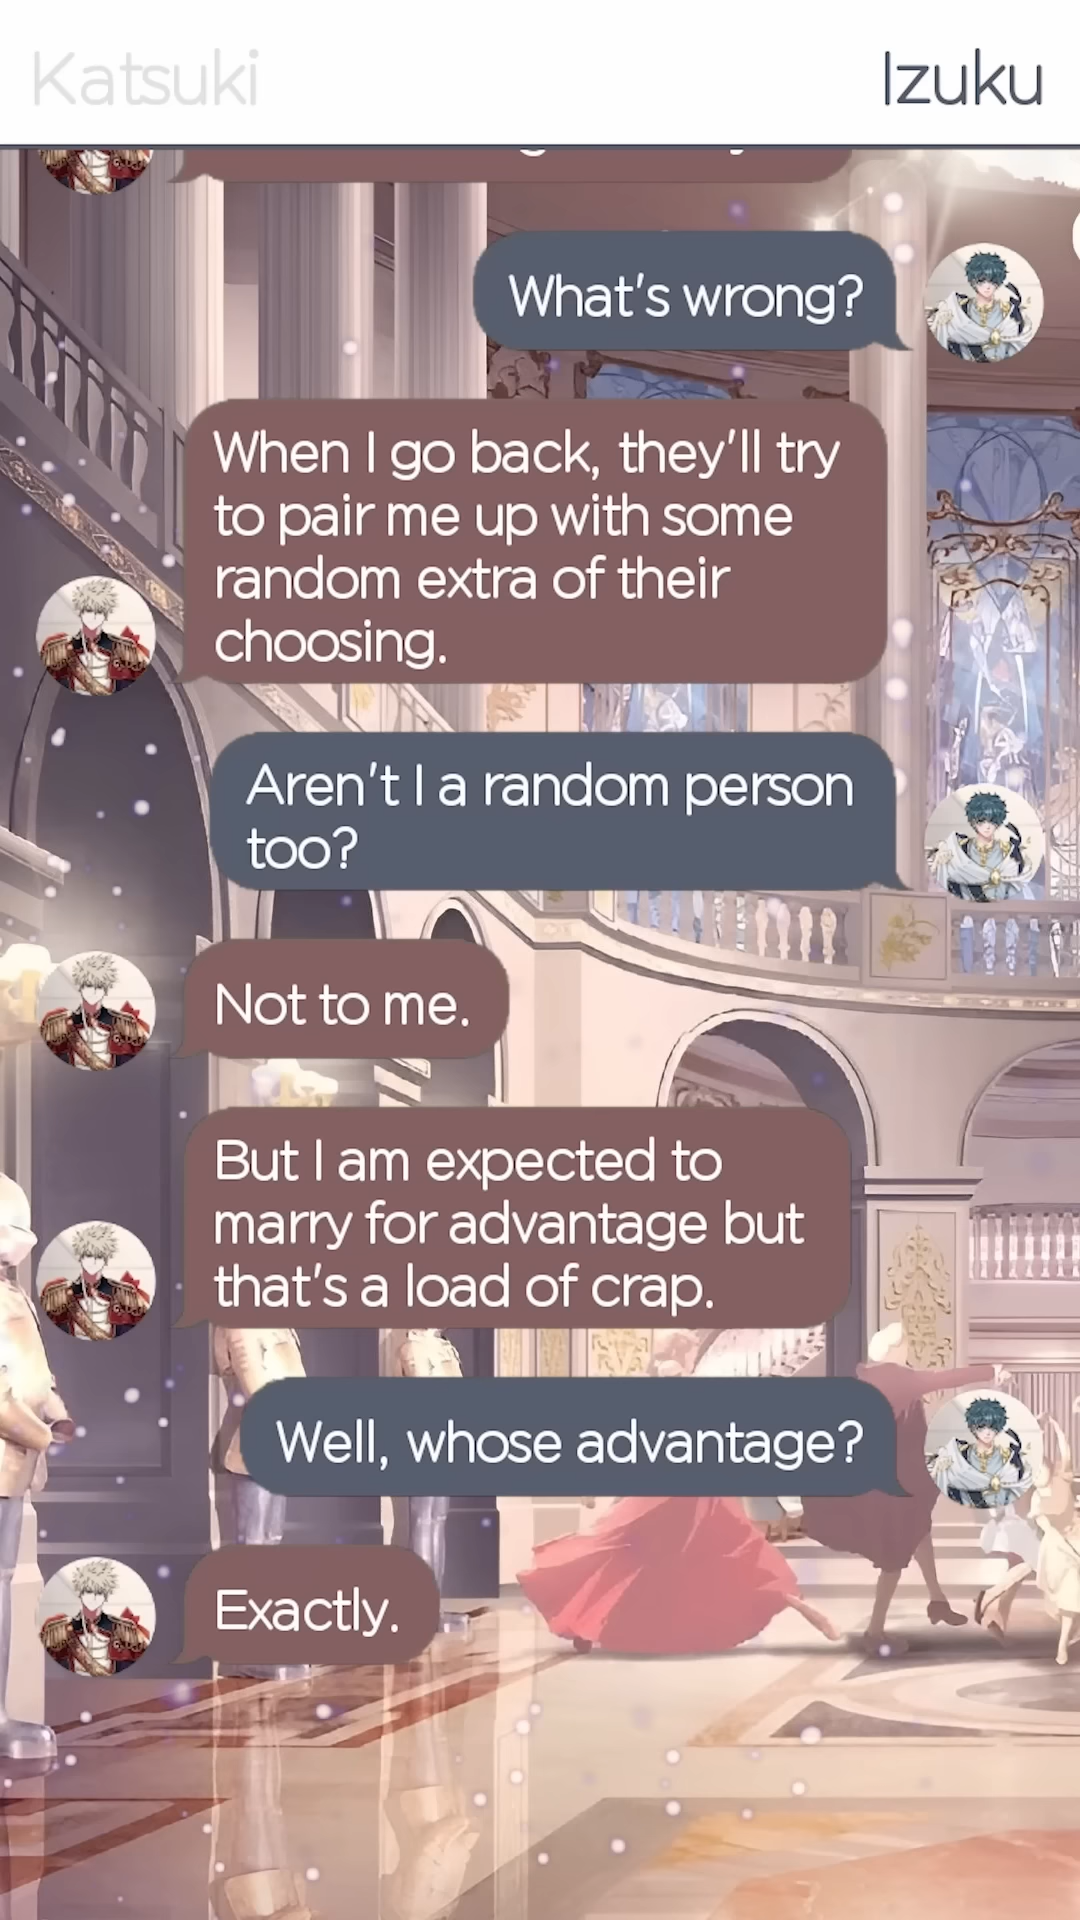 Katsuki
Izuku
What's wrong?
When I go back, they'll try
to pair me up with some
random extra of their
choosing.
Aren't I a random person
too?
Not to me.
But I am expected to
marry for advantage but
that's a load of crap.
Well, whose advantage?
Exactly.